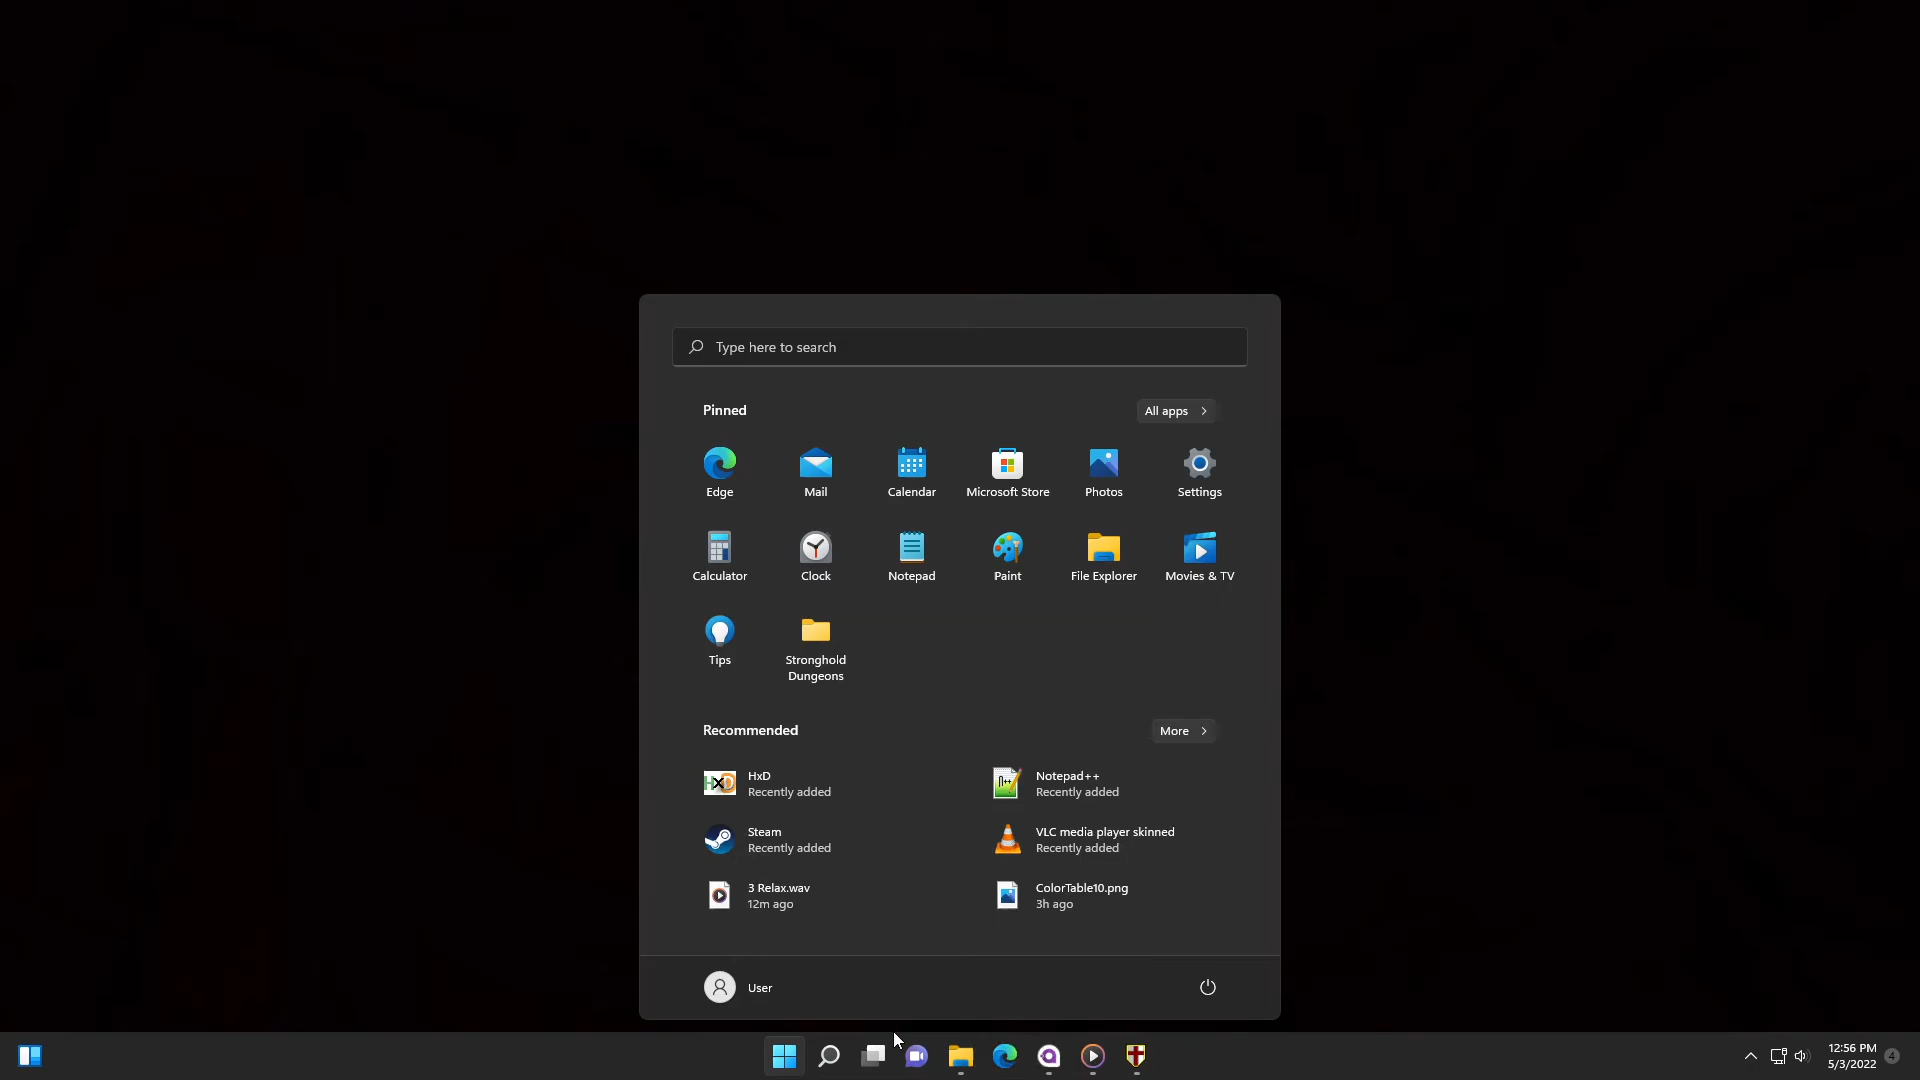 Type here to search
Pinned
All apps
Edge
Mail
Calendar
Microsoft Store
Photos
Settings
Calculator
Clock
Notepad
Paint
File Explorer
Movies & TV
Tips
Stronghold
Dungeons
Recommended
More
HxD
Recently added
Notepad++
Recently added
Steam
Recently added
VLC media player skinned
Recently added
3 Relax.wav
12m ago
ColorTable10.png
3h ago
User
12:56 PM
5/3/2022
4